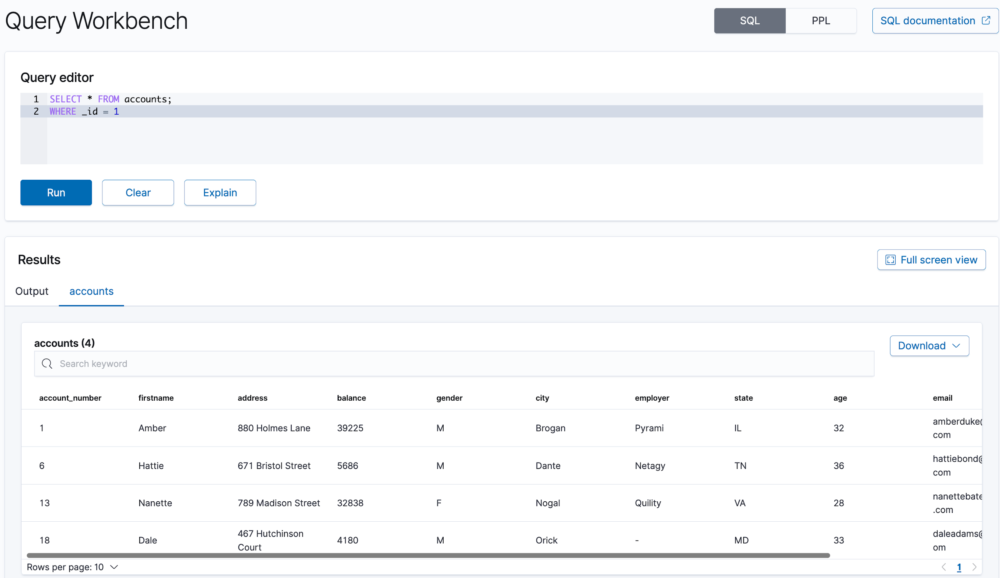 Query Workbench
SQL
PPL
SQL documentation
Query editor
1 SELECT * FROM accounts;
2 WHERE _id = 1
Run
Clear
Explain
Results
Full screen view
Output
accounts
accounts (4)
Download
Search keyword
account_number firstname address balance gender city employer state age email
1 Amber 880 Holmes Lane 39225 M Brogan Pyrami IL 32 amberduke@
com
6 Hattie 671 Bristol Street 5686 M Dante Netagy TN 36 hattiebond@
com
13 Nanette 789 Madison Street 32838 F Nogal Quility VA 28 nanettebate
.com
18 Dale 467 Hutchinson 4180 M Orick - MD 33 daleadams@
Court om
Rows per page: 10
1